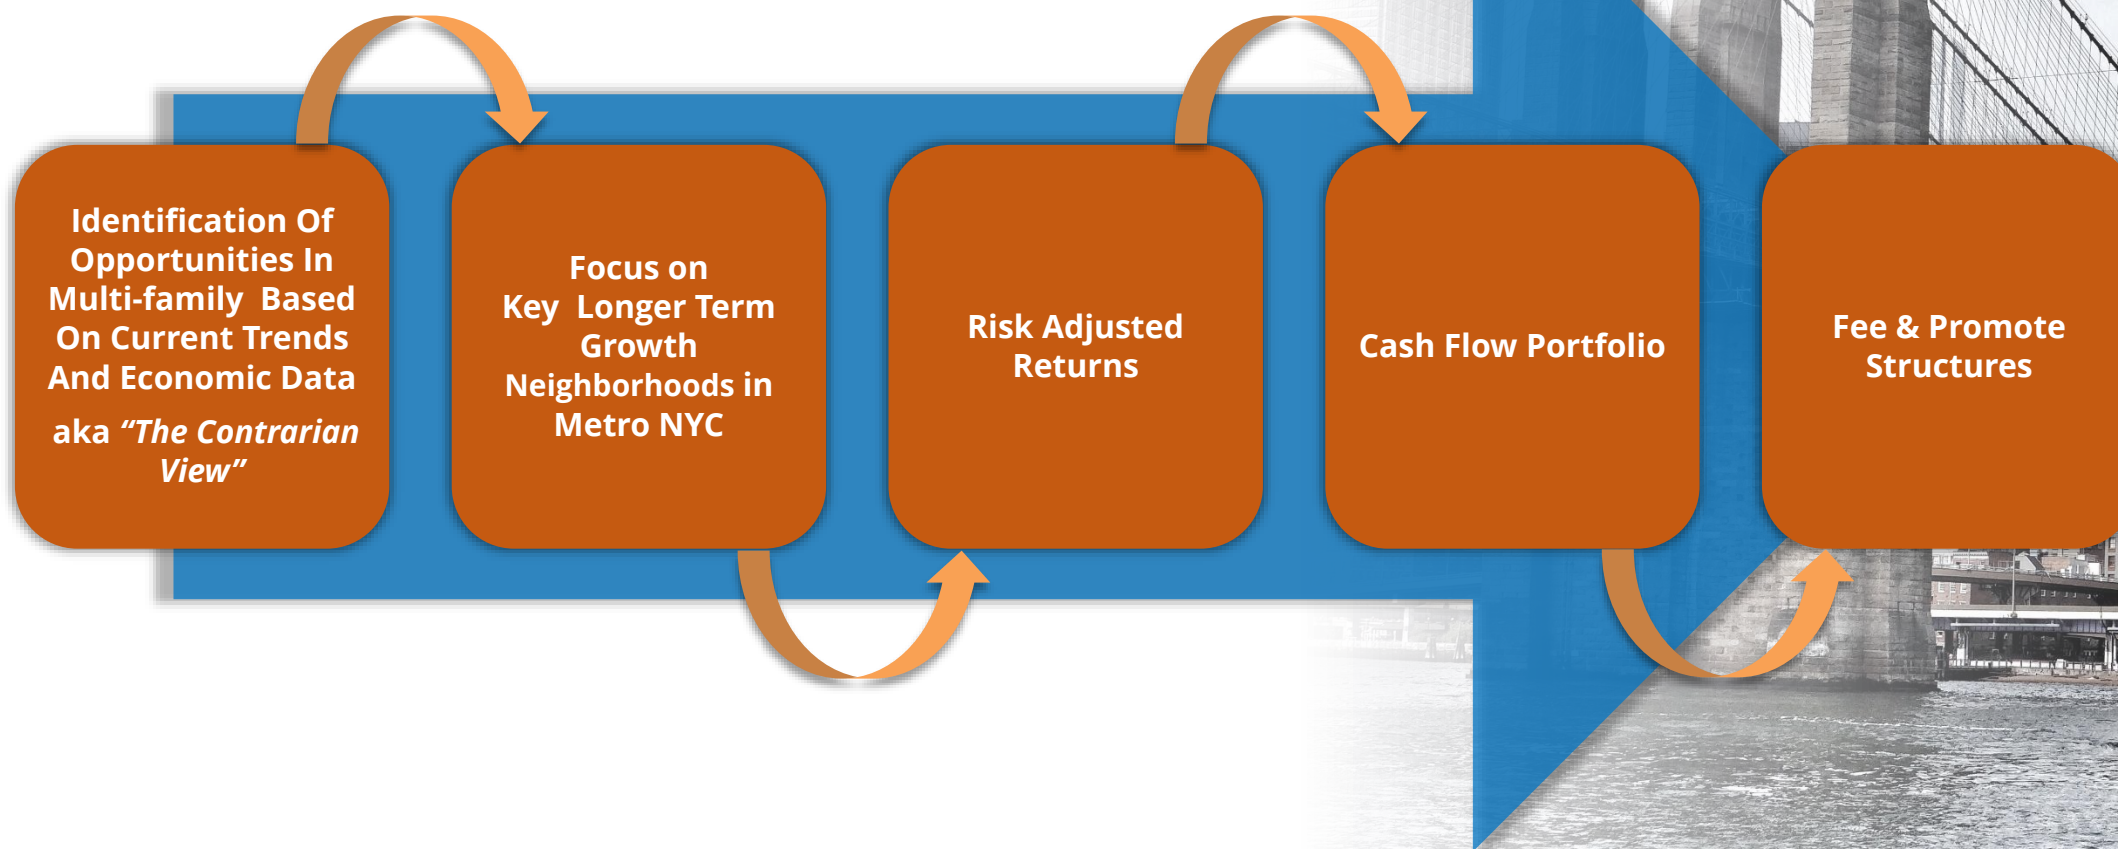 Identification Of
Opportunities In
Multi-family  Based
On Current Trends
And Economic Data
aka “The Contrarian
View”
Focus on
Key  Longer Term
Growth
Neighborhoods in
Metro NYC
Risk Adjusted
Returns
Cash Flow Portfolio
Fee & Promote
Structures